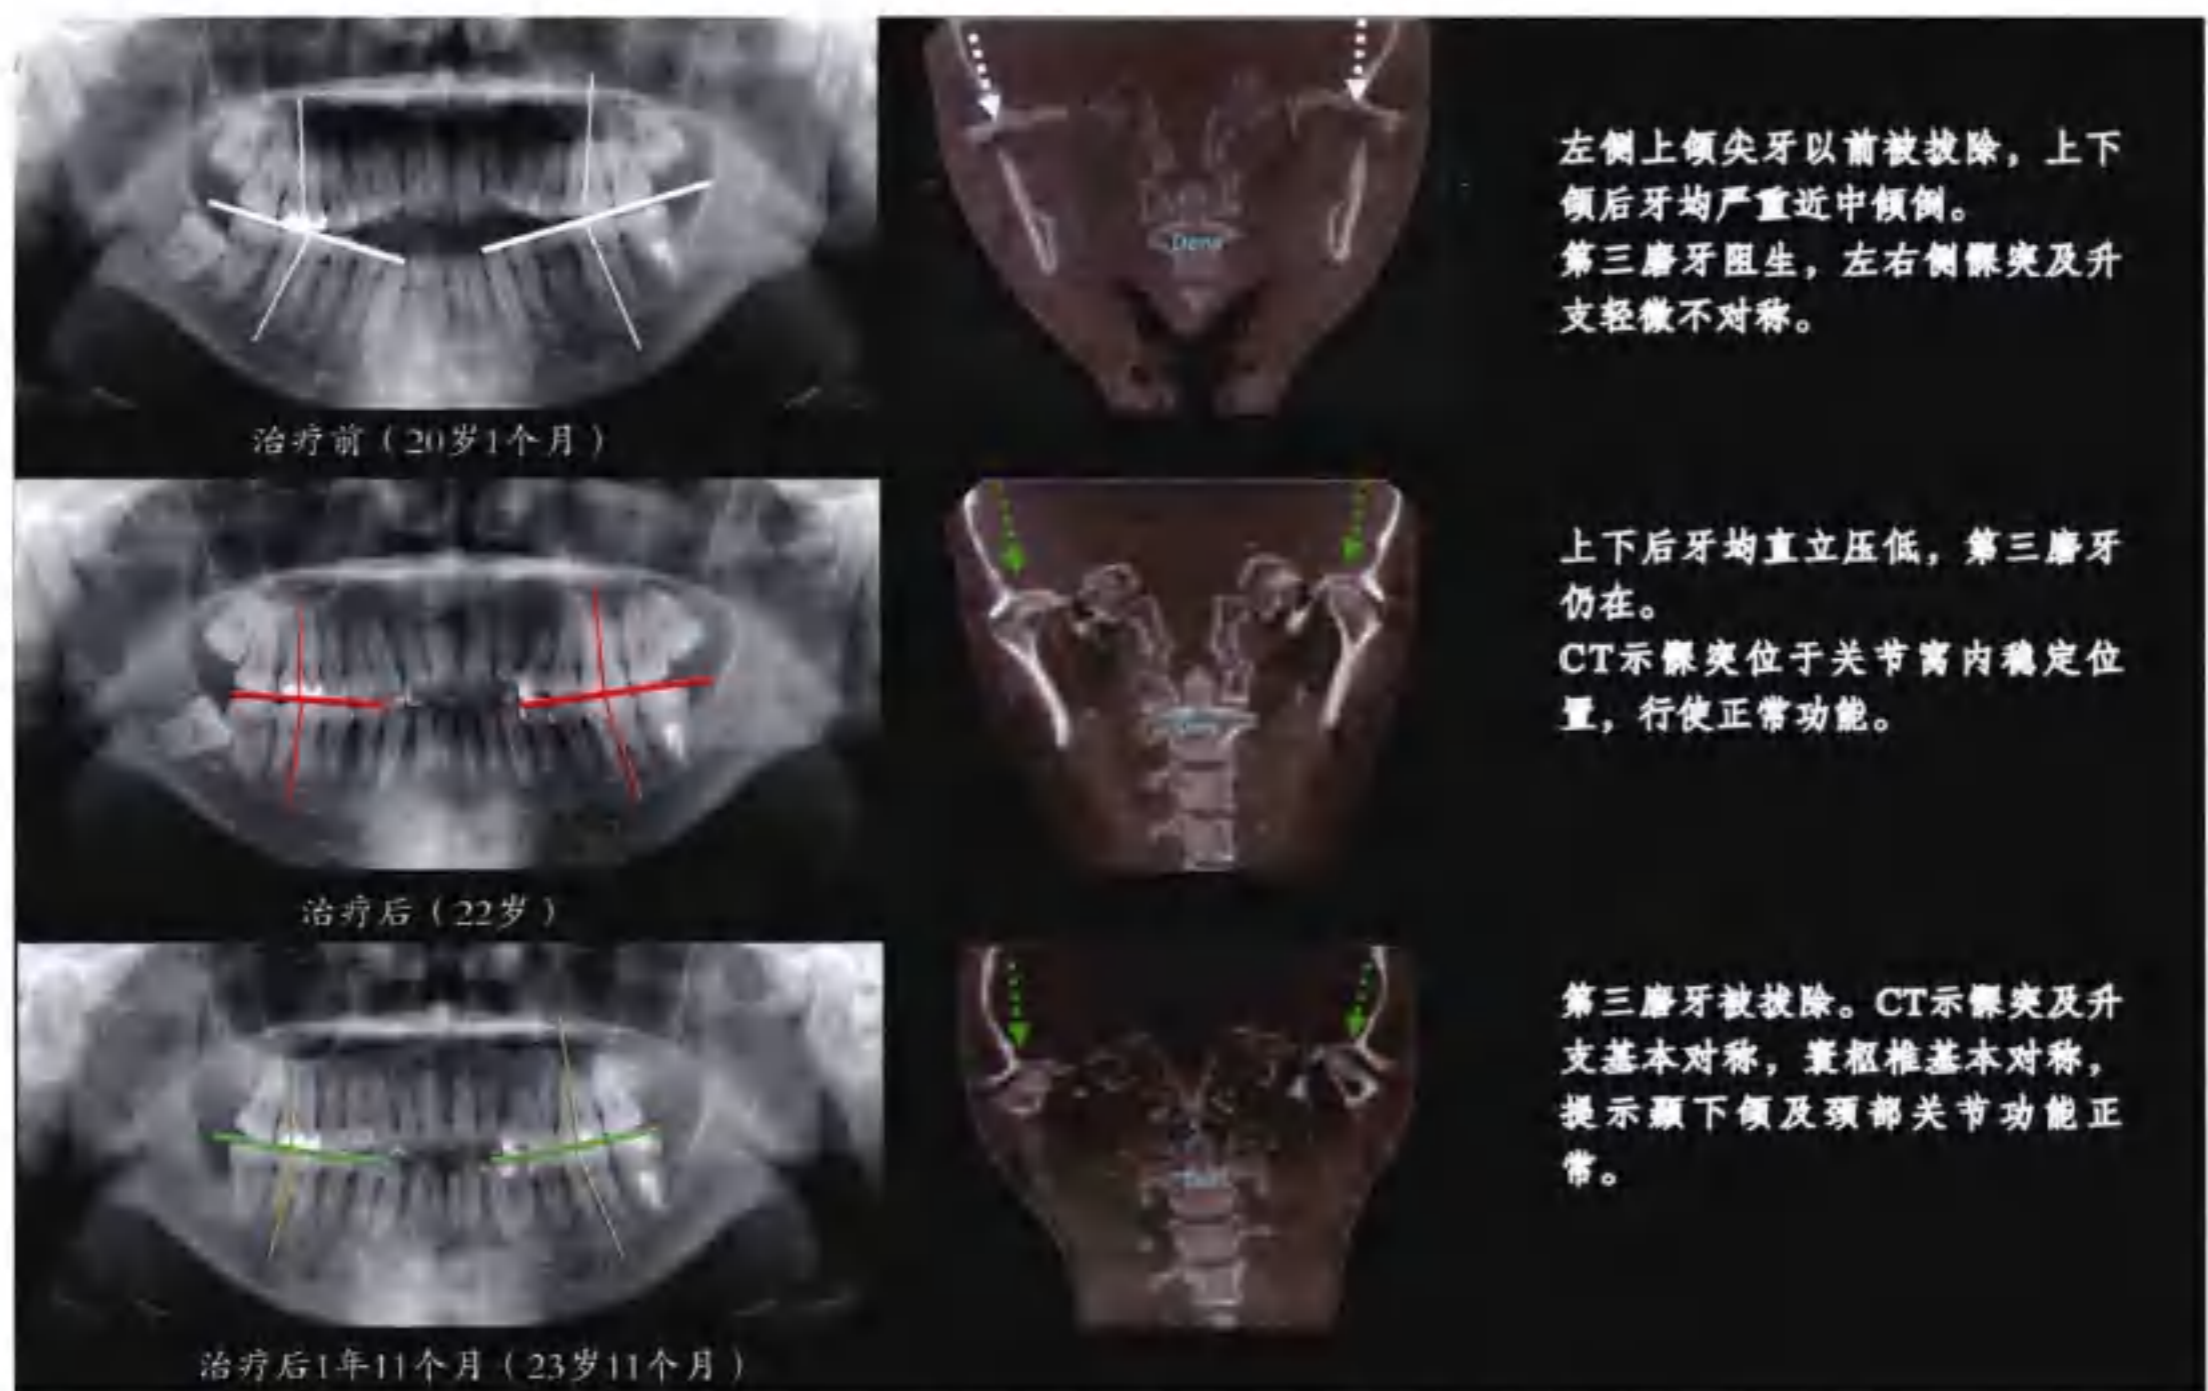 左侧上颌尖牙以前被拔除，上下
颌后牙均严重近中倾倒。
第三磨牙阻生，左右侧髁突及升
支轻微不对称。
Dens
治疗前（20岁1个月）
上下后牙均直立压低，第三磨牙
仍在。
CT示髁突位于关节窝内稳定位
置，行使正常功能。
治疗后（22岁）
第三磨牙被拔除。CT示髁突及升
支基本对称，寰枢椎基本对称，
提示颞下颌及颈部关节功能正
常。
治疗后1年11个月（23岁11个月）